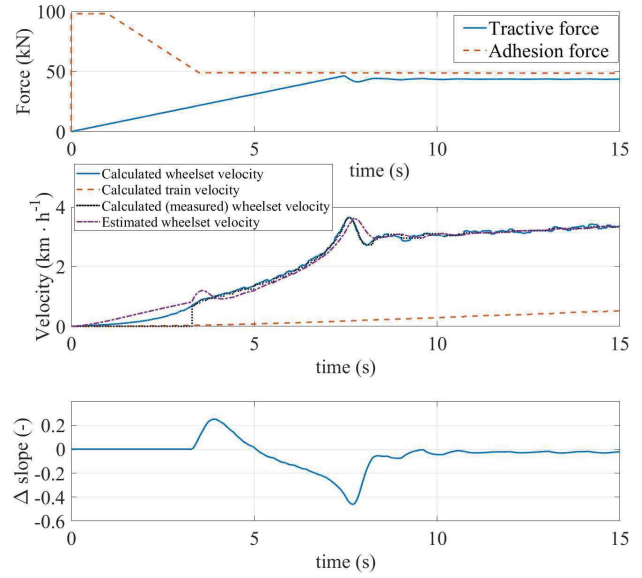 100
Tractive force
Adhesion force
50
Force (kN)
0
0 5 10 15
time (s)
Calculated wheelset velocity
Calculated train velocity
Calculated (measured) wheelset velocity
Estimated wheelset velocity
4
2
Velocity (km · h⁻¹)
0
0 5 10 15
time (s)
0.2
0
-0.2
-0.4
-0.6
Δ slope (-)
0 5 10 15
time (s)